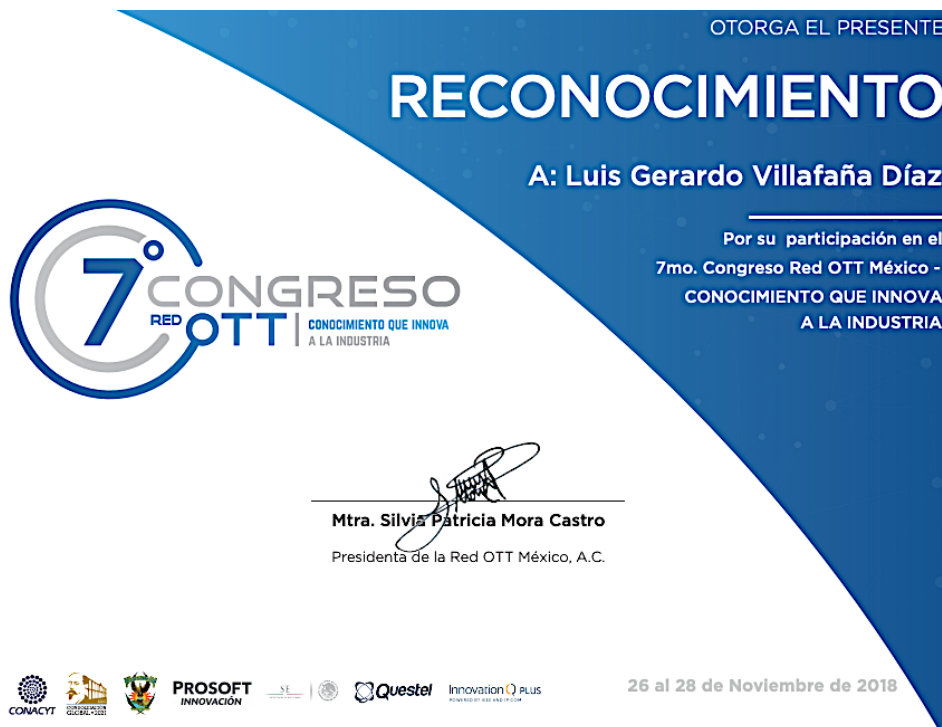 OTORGA EL PRESENTE
RECONOCIMIENTO
A: Luis Gerardo Villafaña Díaz
Por su participación en el
7mo. Congreso Red OTT México -
CONOCIMIENTO QUE INNOVA
A LA INDUSTRIA
7° CONGRESO
RED OTT
CONOCIMIENTO QUE INNOVA
A LA INDUSTRIA
Mtra. Silvia Patricia Mora Castro
Presidenta de la Red OTT México, A.C.
26 al 28 de Noviembre de 2018
CONACYT
PROSOFT
INNOVACIÓN
SE
Questel
InnovationQ PLUS